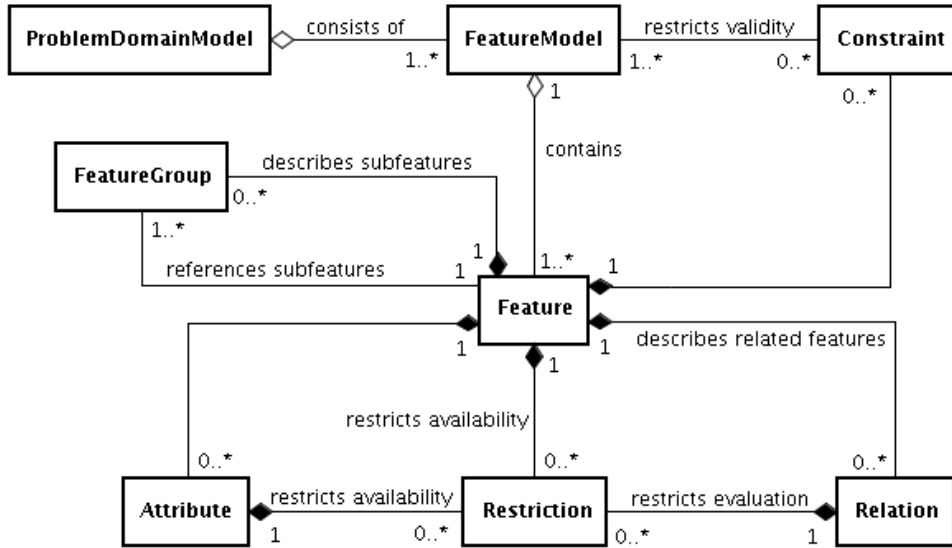 ProblemDomainModel
consists of
1..*
FeatureModel
restricts validity
1..*
0..*
Constraint
0..*
1
contains
FeatureGroup
describes subfeatures
0..*
1..*
references subfeatures
1
1
1..*
1
Feature
1
1
1
describes related features
restricts availability
0..*
0..*
0..*
Attribute
restricts availability
1
0..*
Restriction
restricts evaluation
0..*
1
Relation